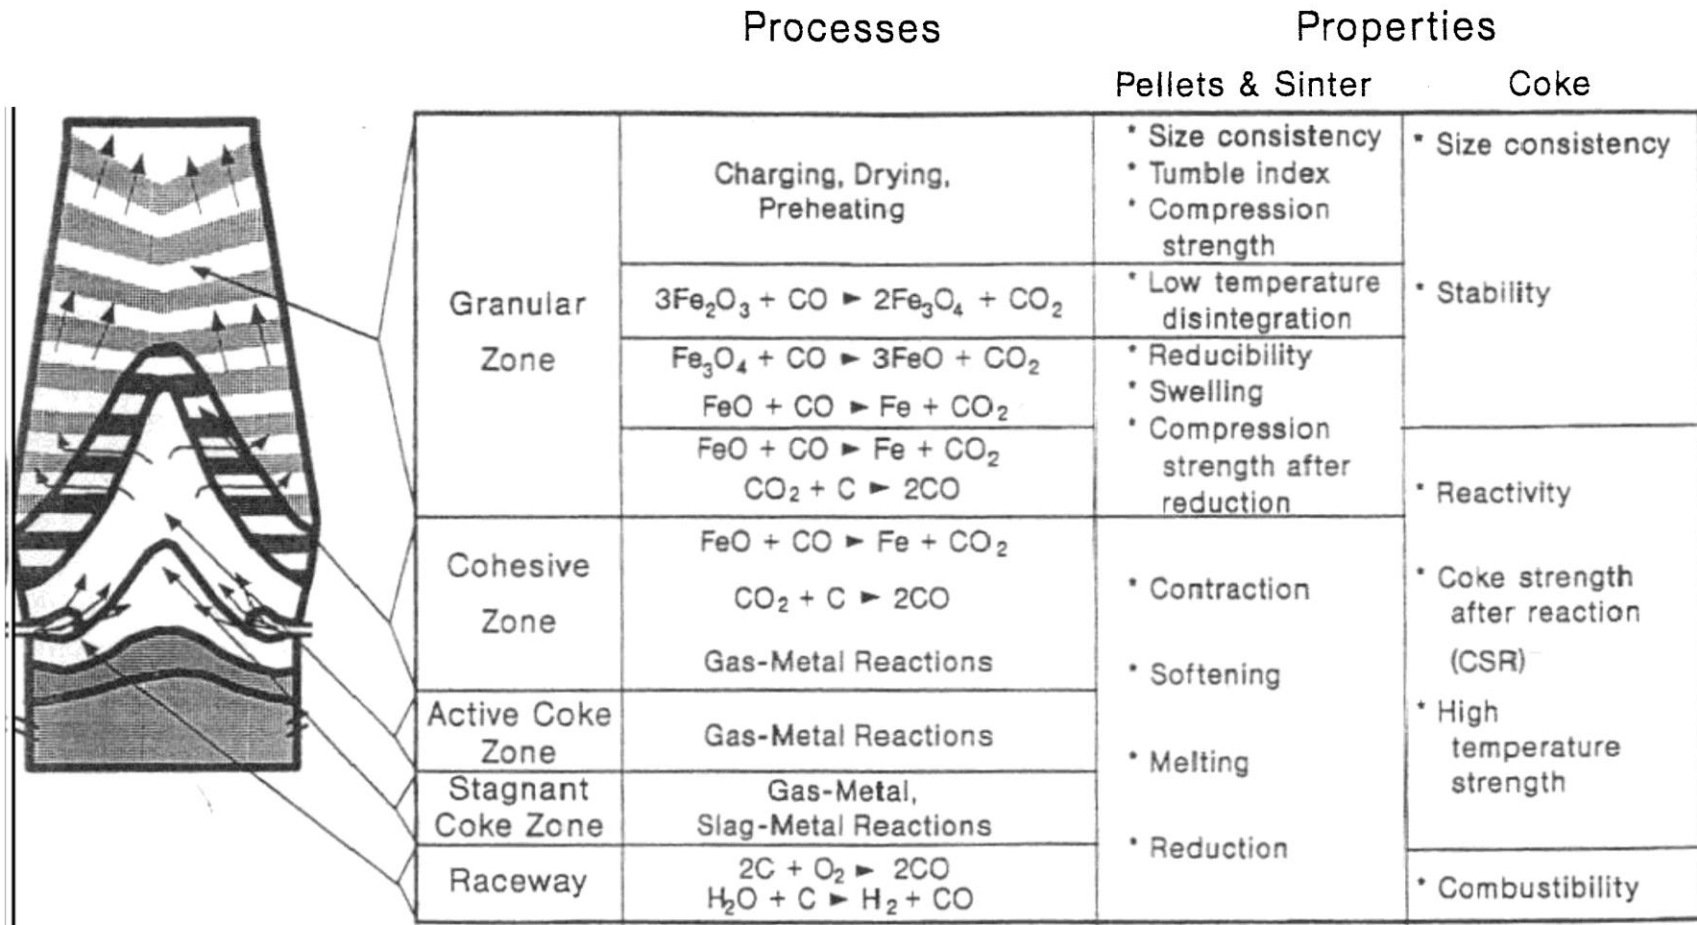 Processes
Properties
Pellets & Sinter
Coke
Granular
Zone
Charging, Drying,
Preheating
* Size consistency
* Tumble index
* Compression
strength
* Size consistency
3Fe₂O₃ + CO ► 2Fe₃O₄ + CO₂
* Low temperature
disintegration
* Stability
Fe₃O₄ + CO ► 3FeO + CO₂
FeO + CO ► Fe + CO₂
* Reducibility
* Swelling
* Compression
strength after
reduction
FeO + CO ► Fe + CO₂
CO₂ + C ► 2CO
* Reactivity
Cohesive
Zone
FeO + CO ► Fe + CO₂
CO₂ + C ► 2CO
Gas-Metal Reactions
* Contraction
* Softening
* Coke strength
after reaction
(CSR)
Active Coke
Zone
Gas-Metal Reactions
* Melting
* High
temperature
strength
Stagnant
Coke Zone
Gas-Metal,
Slag-Metal Reactions
* Reduction
Raceway
2C + O₂ ► 2CO
H₂O + C ► H₂ + CO
* Combustibility